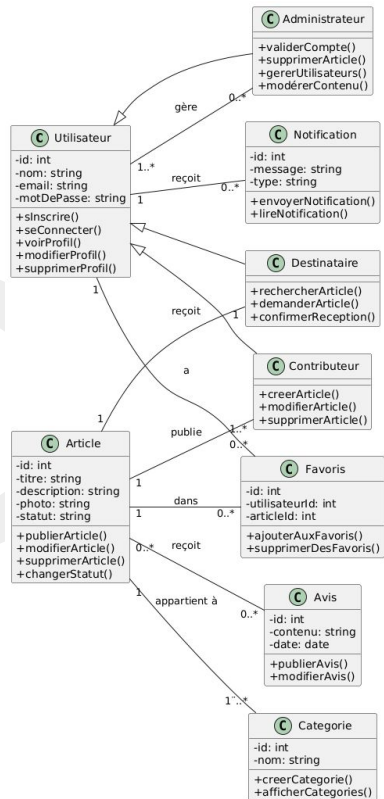 C Administrateur
+validerCompte()
+supprimerArticle()
+gererUtilisateurs()
+modérerContenu()
gère
0..*
1..*
C Utilisateur
-id: int
-nom: string
-email: string
-motDePasse: string
+sInscrire()
+seConnecter()
+voirProfil()
+modifierProfil()
+supprimerProfil()
C Notification
-id: int
-message: string
-type: string
+envoyerNotification()
+lireNotification()
reçoit
1
0..*
C Destinataire
+rechercherArticle()
+demanderArticle()
+confirmerReception()
1
reçoit
1
1
a
0..*
C Contributeur
+creerArticle()
+modifierArticle()
+supprimerArticle()
publie
1..*
1
C Article
-id: int
-titre: string
-description: string
-photo: string
-statut: string
+publierArticle()
+modifierArticle()
+supprimerArticle()
+changerStatut()
C Favoris
-id: int
-utilisateurId: int
-articleId: int
+ajouterAuxFavoris()
+supprimerDesFavoris()
dans
1
0..*
reçoit
0..*
0..*
C Avis
-id: int
-contenu: string
-date: date
+publierAvis()
+modifierAvis()
appartient à
1
1¨..*
C Categorie
-id: int
-nom: string
+creerCategorie()
+afficherCategories()